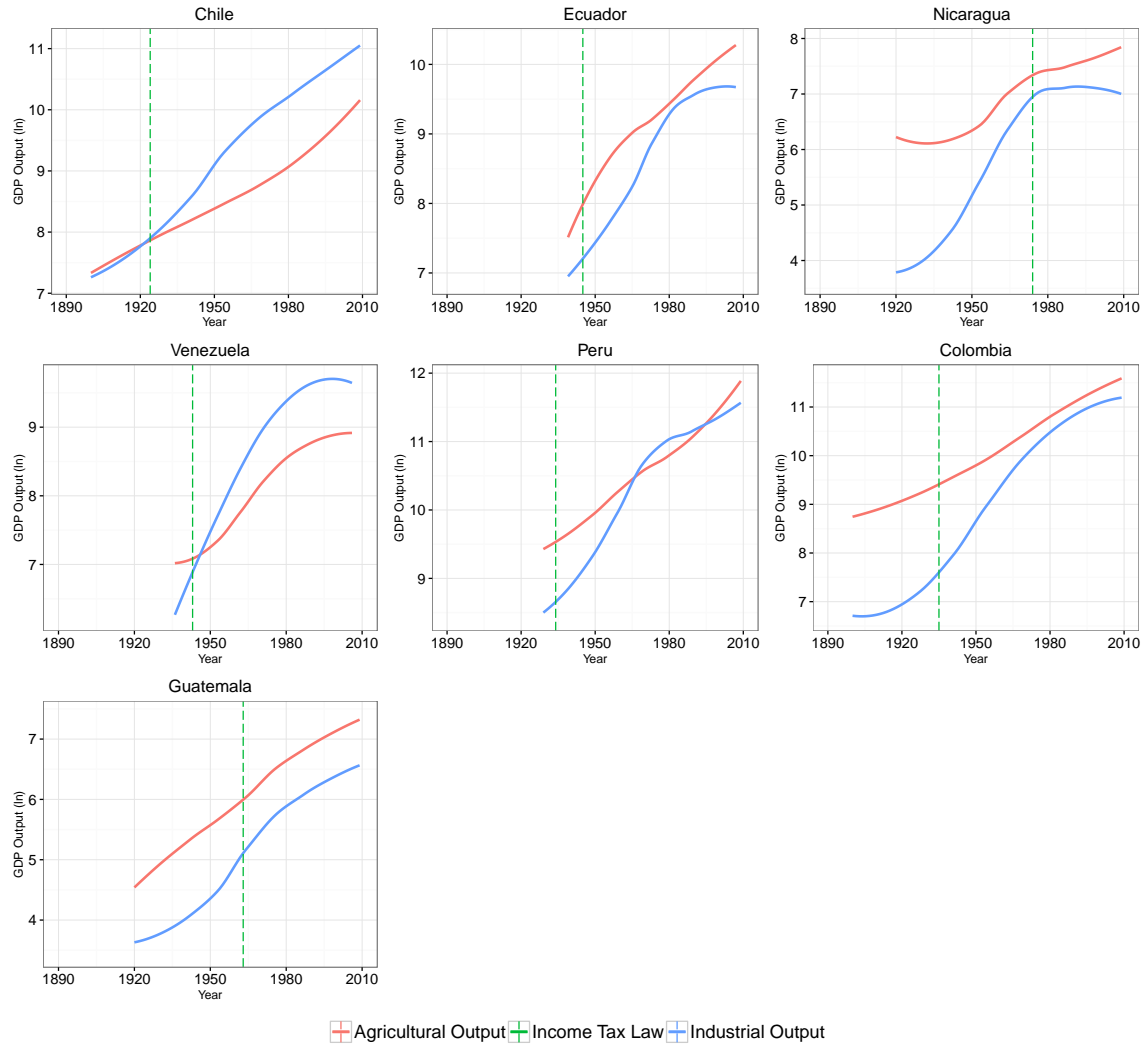 Chile
GDP Output (ln)
11
10
9
8
7
1890 1920 1950 1980 2010
Year
Ecuador
GDP Output (ln)
10
9
8
7
1890 1920 1950 1980 2010
Year
Nicaragua
GDP Output (ln)
8
7
6
5
4
1890 1920 1950 1980 2010
Year
Venezuela
GDP Output (ln)
9
8
7
1890 1920 1950 1980 2010
Year
Peru
GDP Output (ln)
12
11
10
9
1890 1920 1950 1980 2010
Year
Colombia
GDP Output (ln)
11
10
9
8
7
1890 1920 1950 1980 2010
Year
Guatemala
GDP Output (ln)
7
6
5
4
1890 1920 1950 1980 2010
Year
Agricultural Output Income Tax Law Industrial Output